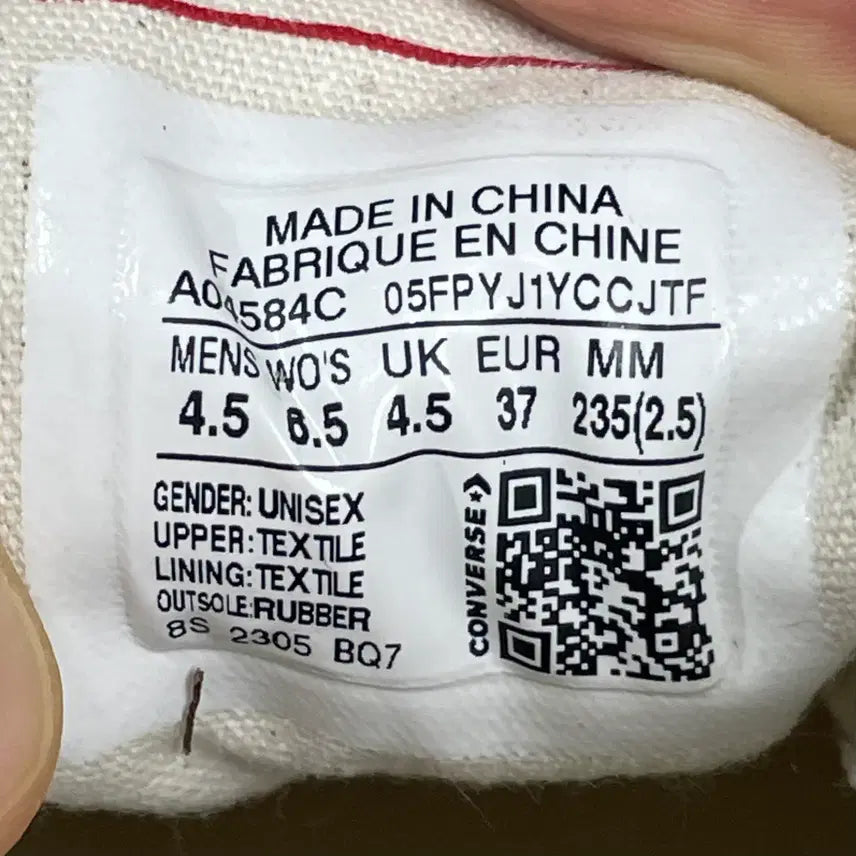 MADE IN CHINA
FABRIQUE EN CHINE
A04584C 05FPYJ1YCCJTF
MENS WO'S UK EUR MM
4.5 6.5 4.5 37 235(2.5)
GENDER: UNISEX
UPPER:TEXTILE
LINING:TEXTILE
OUTSOLE:RUBBER
8S 2305 BQ7
CONVERSE